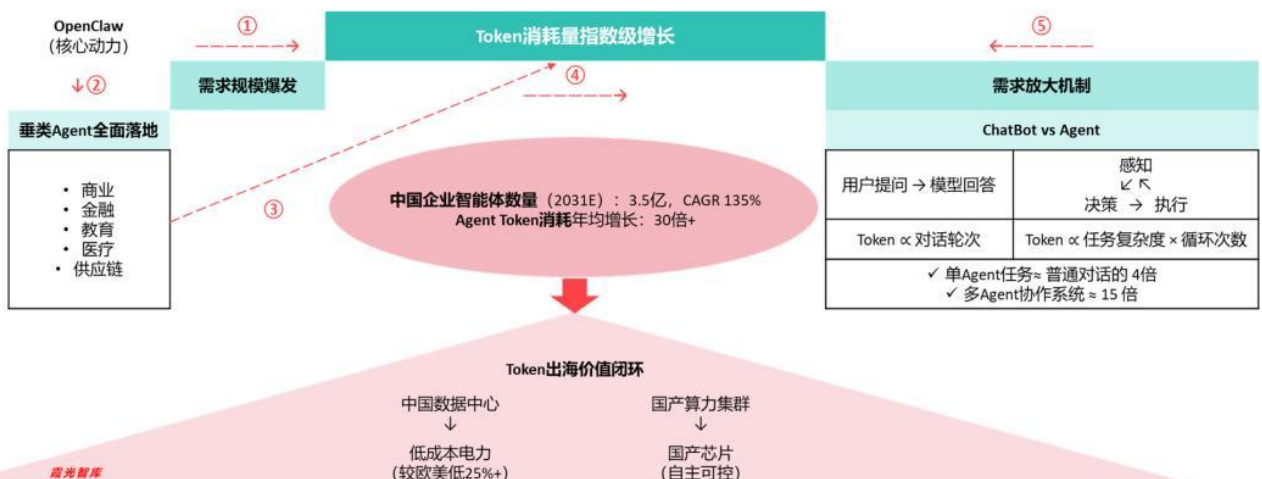 OpenClaw
(核心动力)
①
Token消耗量指数级增长
⑤
↓②
需求规模爆发
④
需求放大机制
垂类Agent全面落地
ChatBot vs Agent
• 商业
• 金融
• 教育
• 医疗
• 供应链
③
中国企业智能体数量(2031E):3.5亿,CAGR 135%
Agent Token消耗年均增长:30倍+
用户提问 → 模型回答
感知
↙ ↖
决策 → 执行
Token ∝ 对话轮次
Token ∝ 任务复杂度 × 循环次数
✓ 单Agent任务≈ 普通对话的 4倍
✓ 多Agent协作系统 ≈ 15 倍
Token出海价值闭环
中国数据中心
↓
低成本电力
(较欧美低25%+)
国产算力集群
↓
国产芯片
(自主可控)
霞光智库